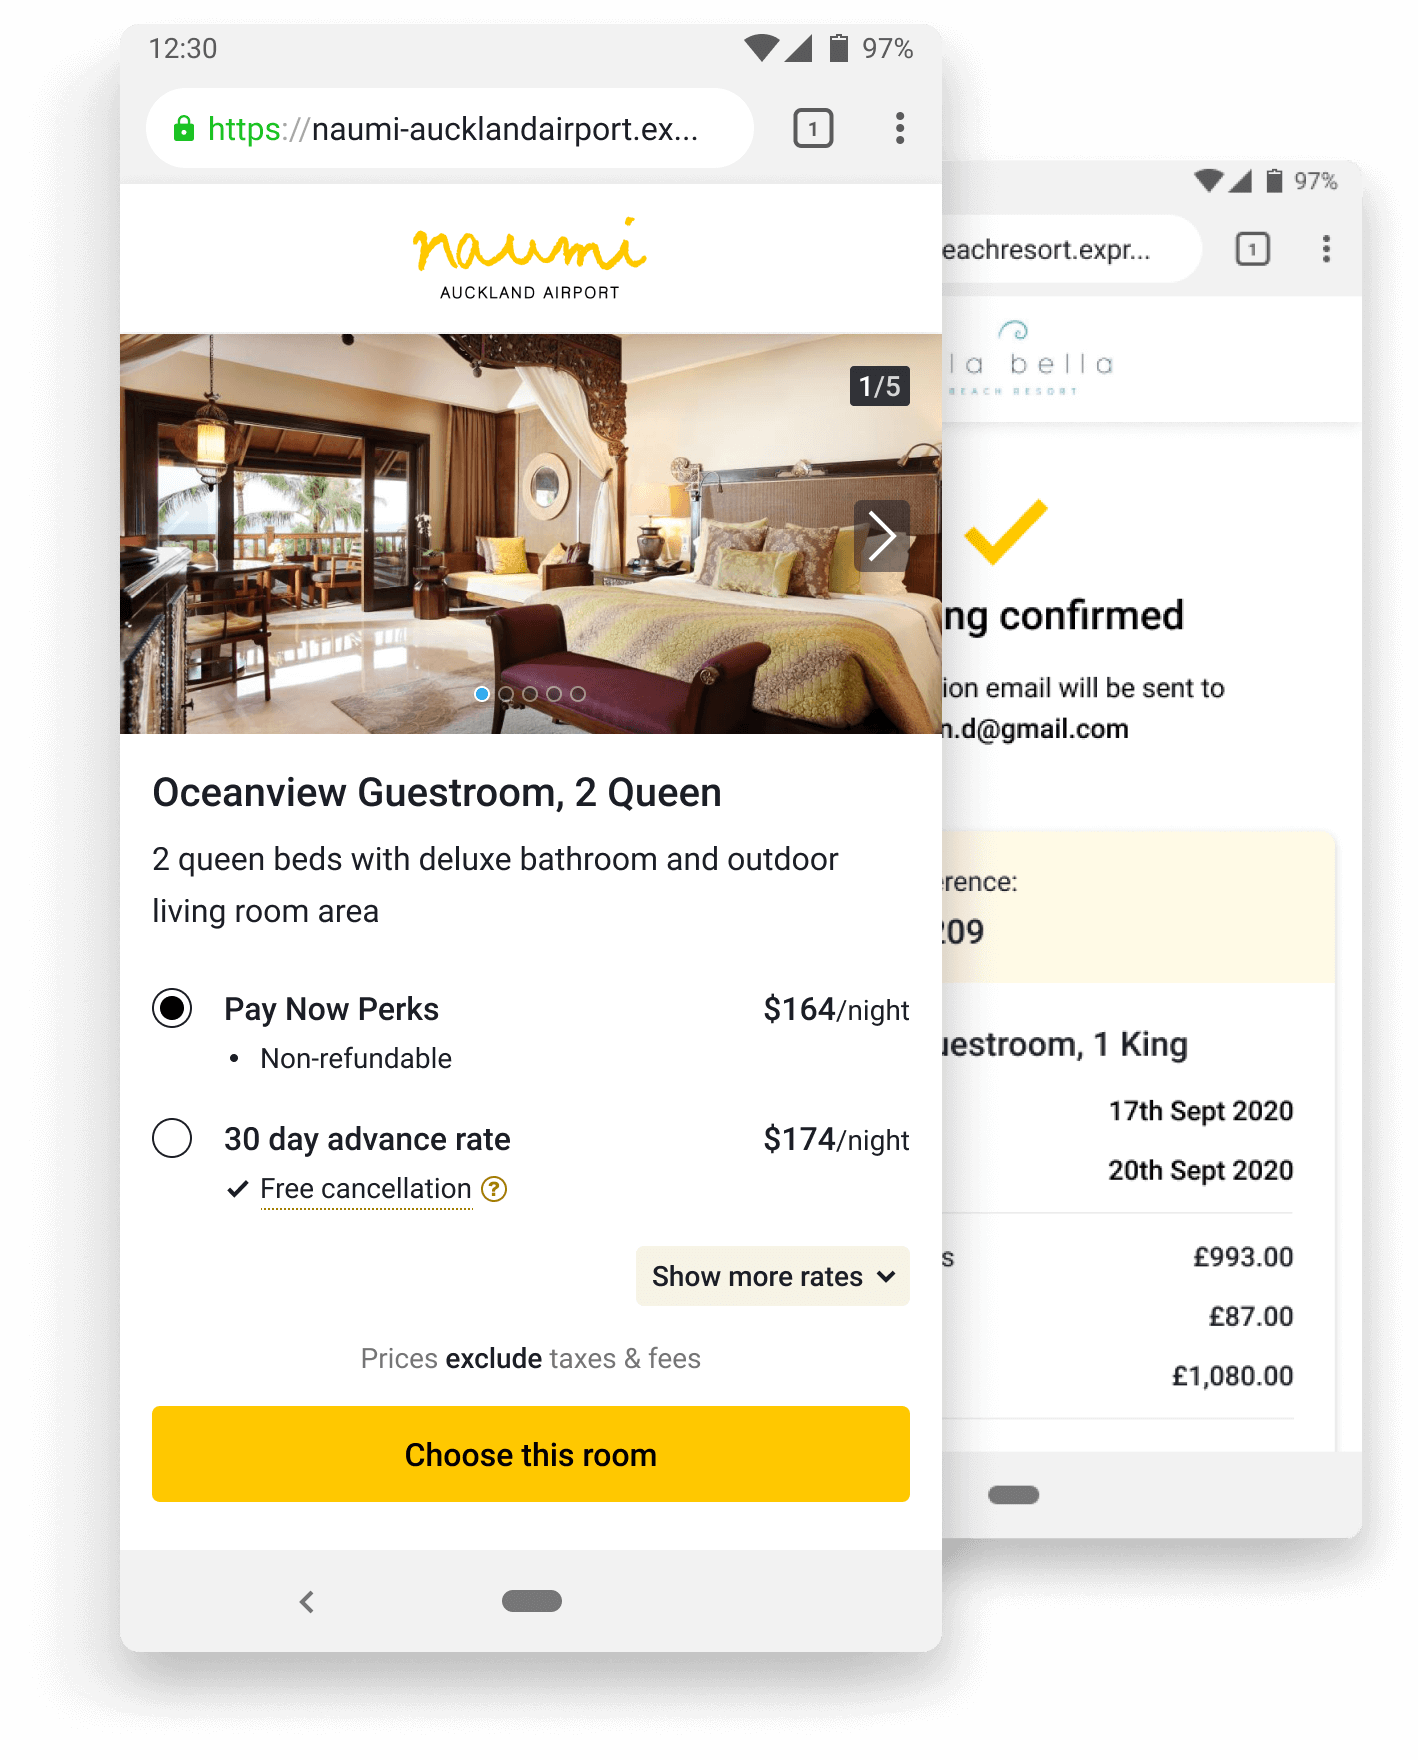 12:30
97%
https://naumi-aucklandairport.ex...
1
naumi
AUCKLAND AIRPORT
1/5
Oceanview Guestroom, 2 Queen
2 queen beds with deluxe bathroom and outdoor
living room area
Pay Now Perks
$164/night
• Non-refundable
30 day advance rate
$174/night
Free cancellation ?
Show more rates
Prices exclude taxes & fees
Choose this room
97%
eachresort.expr...
1
la bella
BEACH RESORT
ng confirmed
ion email will be sent to
n.d@gmail.com
erence:
209
uestroom, 1 King
17th Sept 2020
20th Sept 2020
s
£993.00
£87.00
£1,080.00